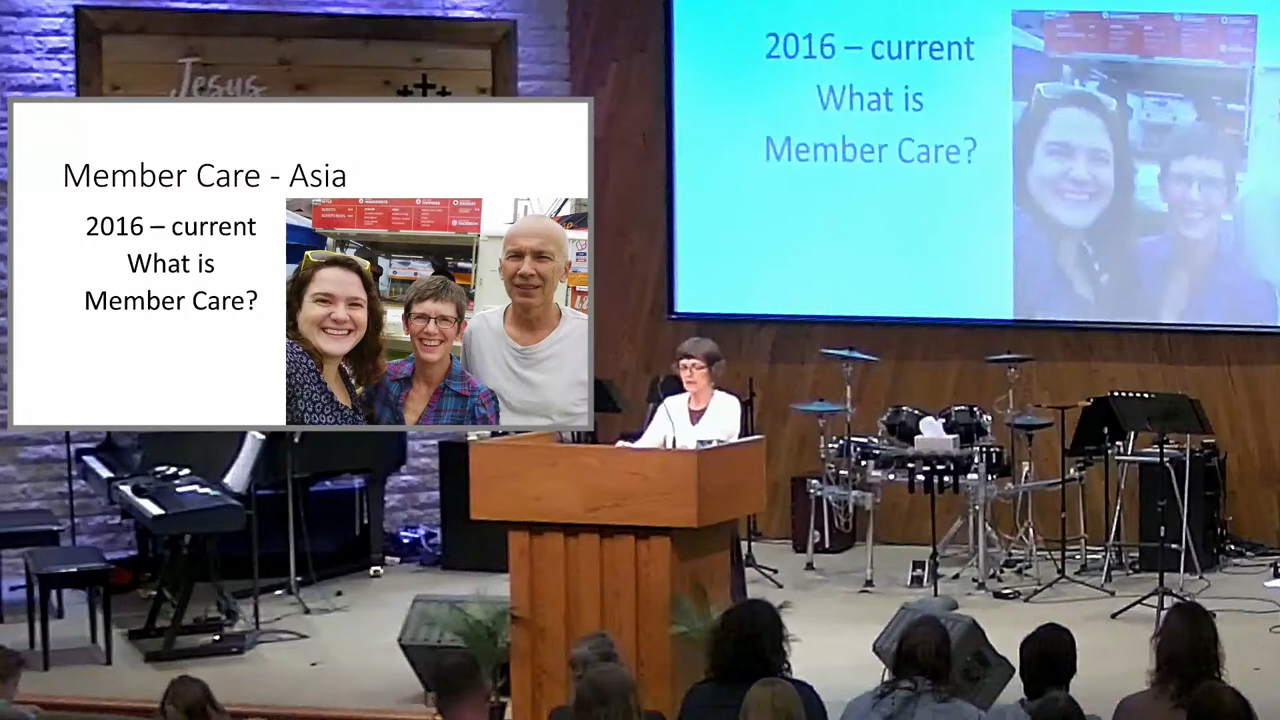 Jesus
Member Care - Asia
2016 – current
What is
Member Care?
2016 – current
What is
Member Care?